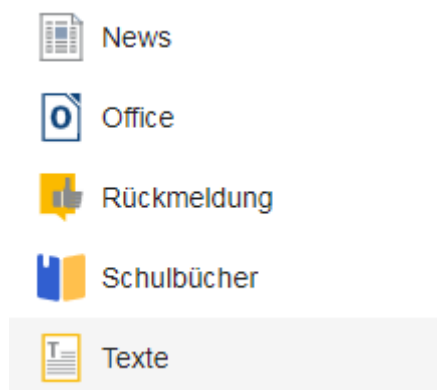 News
O
Office
Rückmeldung
Schulbücher
T
Texte